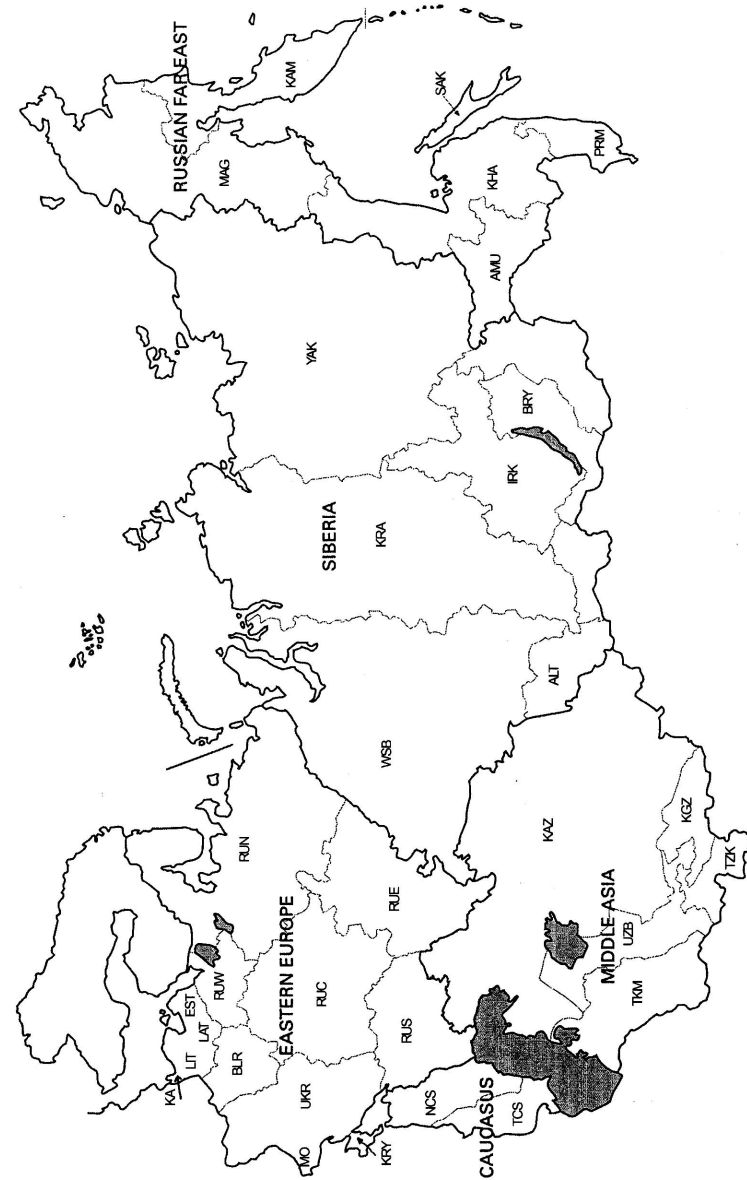 RUSSIAN FAR EAST
KAM
MAG
SAK
KHA
PRM
AMU
YAK
BRY
IRK
SIBERIA
KRA
ALT
WSB
RUN
KAZ
KGZ
TZK
UZB
MIDDLE ASIA
TKM
RUE
EASTERN EUROPE
RUW
EST
LAT
LIT
KA
BLR
RUC
RUS
UKR
MO
KRY
NCS
TCS
CAUCASUS